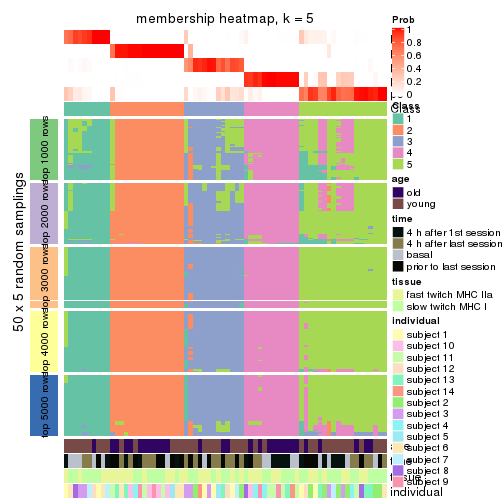 membership heatmap, k = 5
50 x 5 random samplings
top 1000 rows
top 2000 rows
top 3000 rows
top 4000 rows
top 5000 rows
Prob
1
0.8
0.6
0.4
0.2
0
Class
Class
1
2
3
4
5
age
old
young
time
4 h after 1st session
4 h after last session
basal
prior to last session
tissue
fast twitch MHC IIa
slow twitch MHC I
individual
subject 1
subject 10
subject 11
subject 12
subject 13
subject 14
subject 2
subject 3
subject 4
subject 5
subject 6
subject 7
subject 8
subject 9
individual